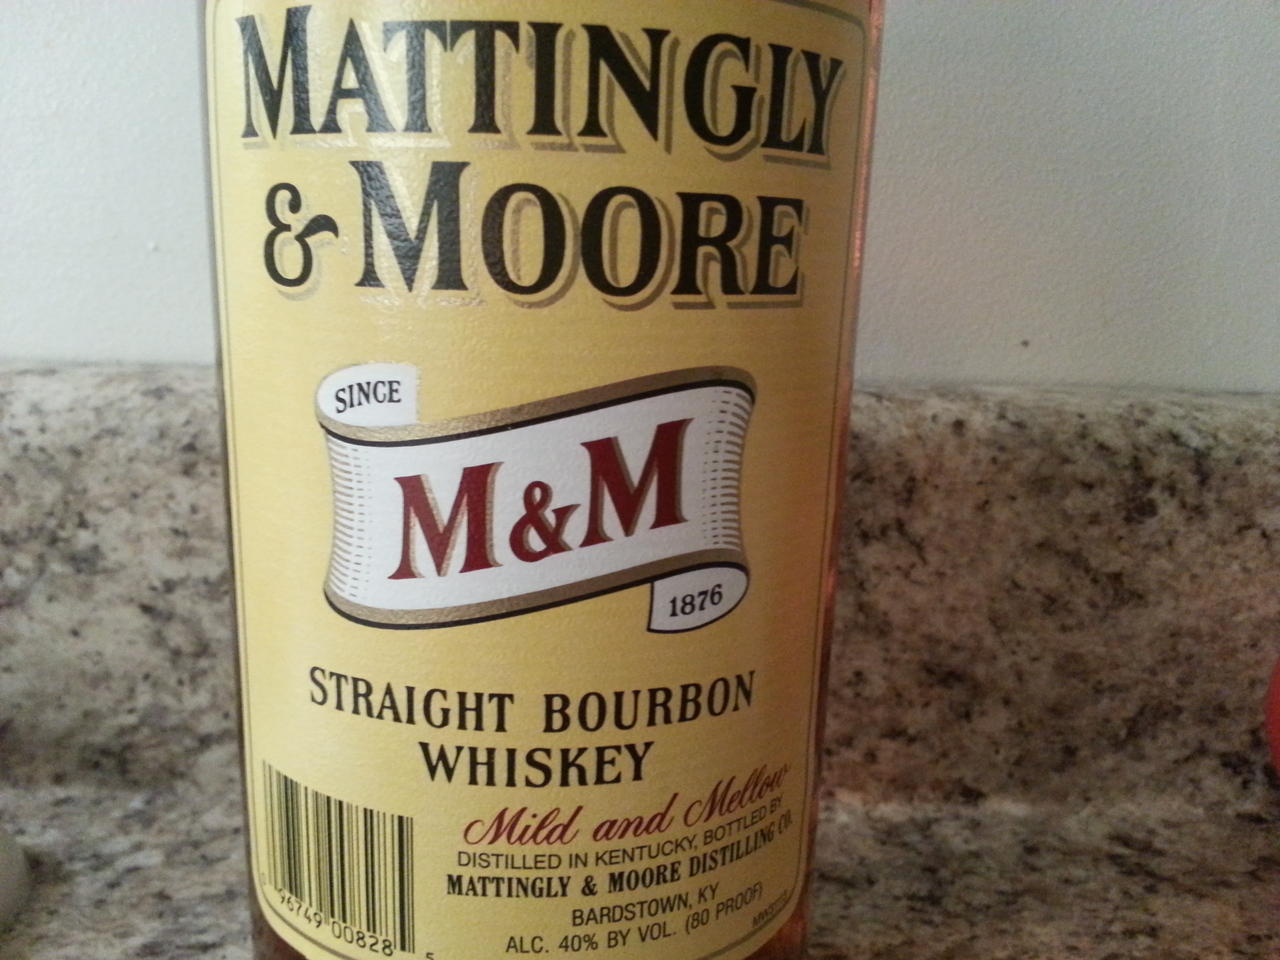 MATTINGLY
& MOORE
SINCE
M&M
1876
STRAIGHT BOURBON
WHISKEY
Mild and Mellow
DISTILLED IN KENTUCKY, BOTTLED BY
MATTINGLY & MOORE DISTILLING CO.
BARDSTOWN, KY
ALC. 40% BY VOL. (80 PROOF)
96749 00828 5